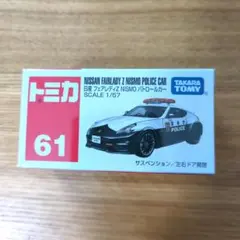 トミカ
61
NISSAN FAIRLADY Z NISMO POLICE CAR
日産 フェアレディZ NISMO パトロールカー
SCALE 1/57
TAKARA
TOMY
POLICE
サスペンション／左右ドア開閉